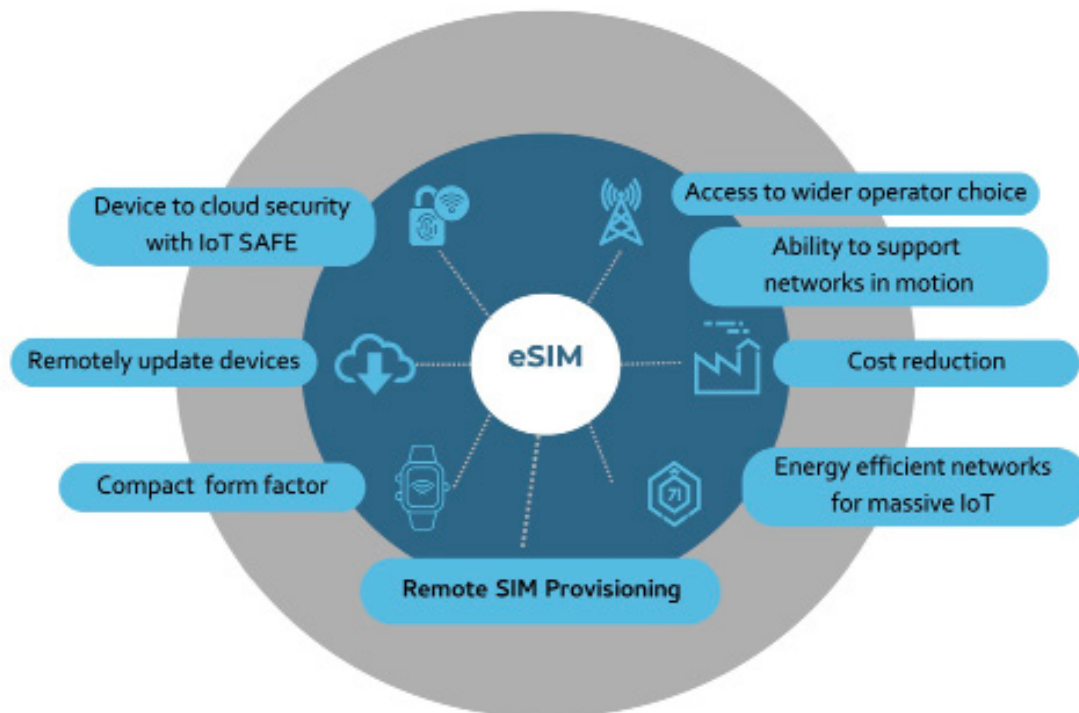 Device to cloud security
with IoT SAFE
Access to wider operator choice
Ability to support
networks in motion
eSIM
Remotely update devices
Cost reduction
Compact form factor
71
Energy efficient networks
for massive IoT
Remote SIM Provisioning